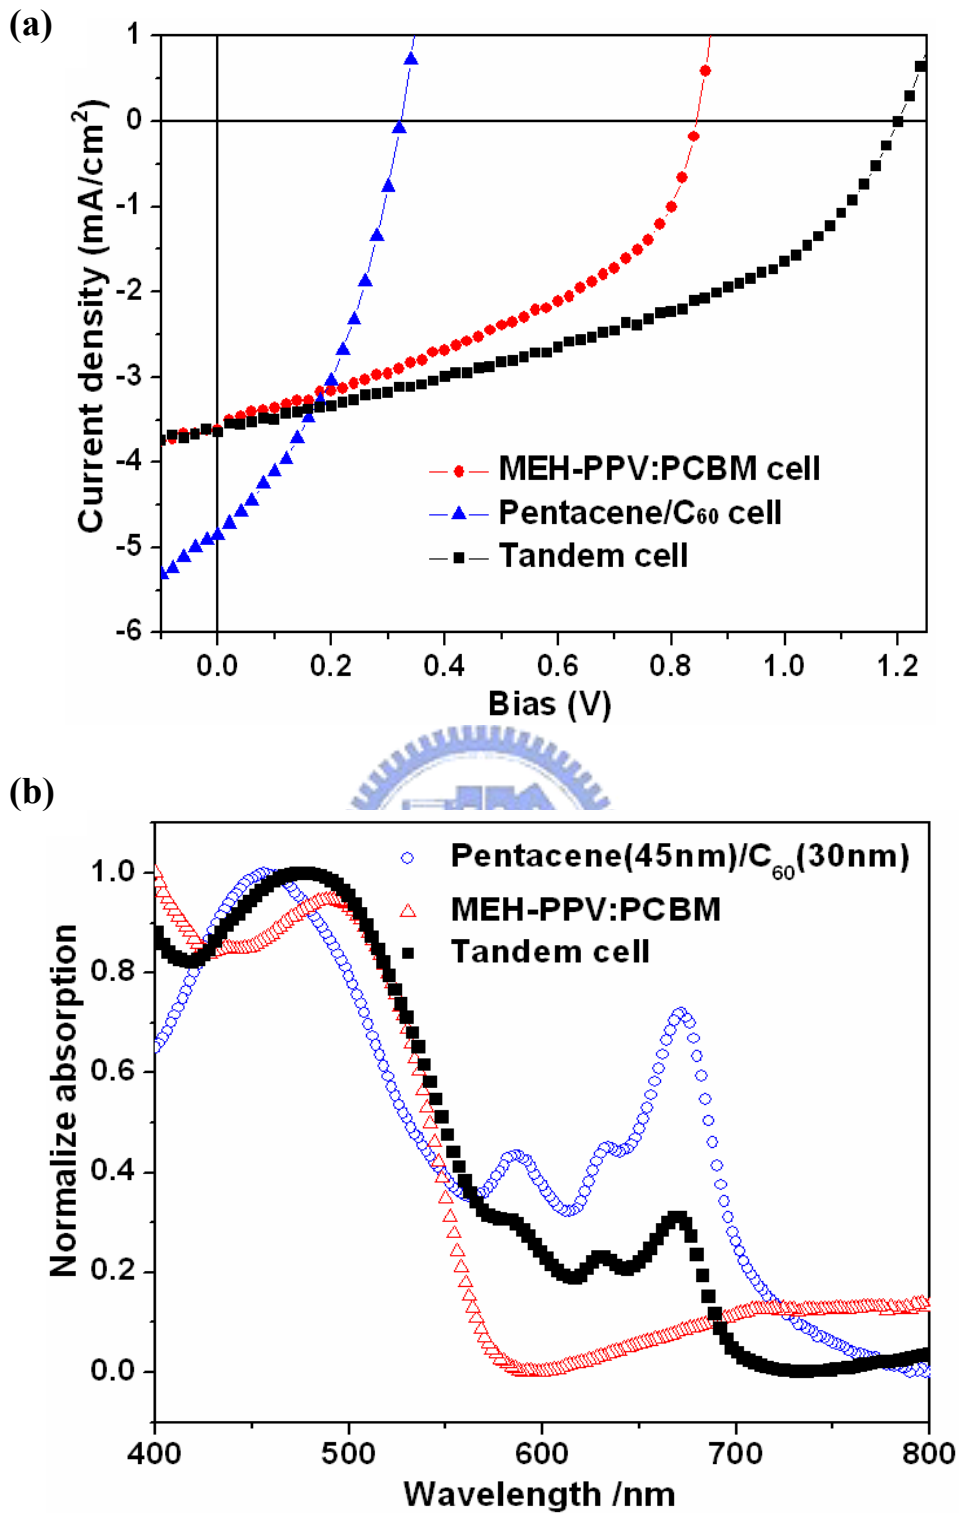 (a)
1
0
-1
-2
-3
-4
-5
-6
Current density (mA/cm²)
MEH-PPV:PCBM cell
Pentacene/C₆₀ cell
Tandem cell
0.0 0.2 0.4 0.6 0.8 1.0 1.2
Bias (V)
(b)
1.0
0.8
0.6
0.4
0.2
0.0
Normalize absorption
Pentacene(45nm)/C₆₀(30nm)
MEH-PPV:PCBM
Tandem cell
400 500 600 700 800
Wavelength /nm